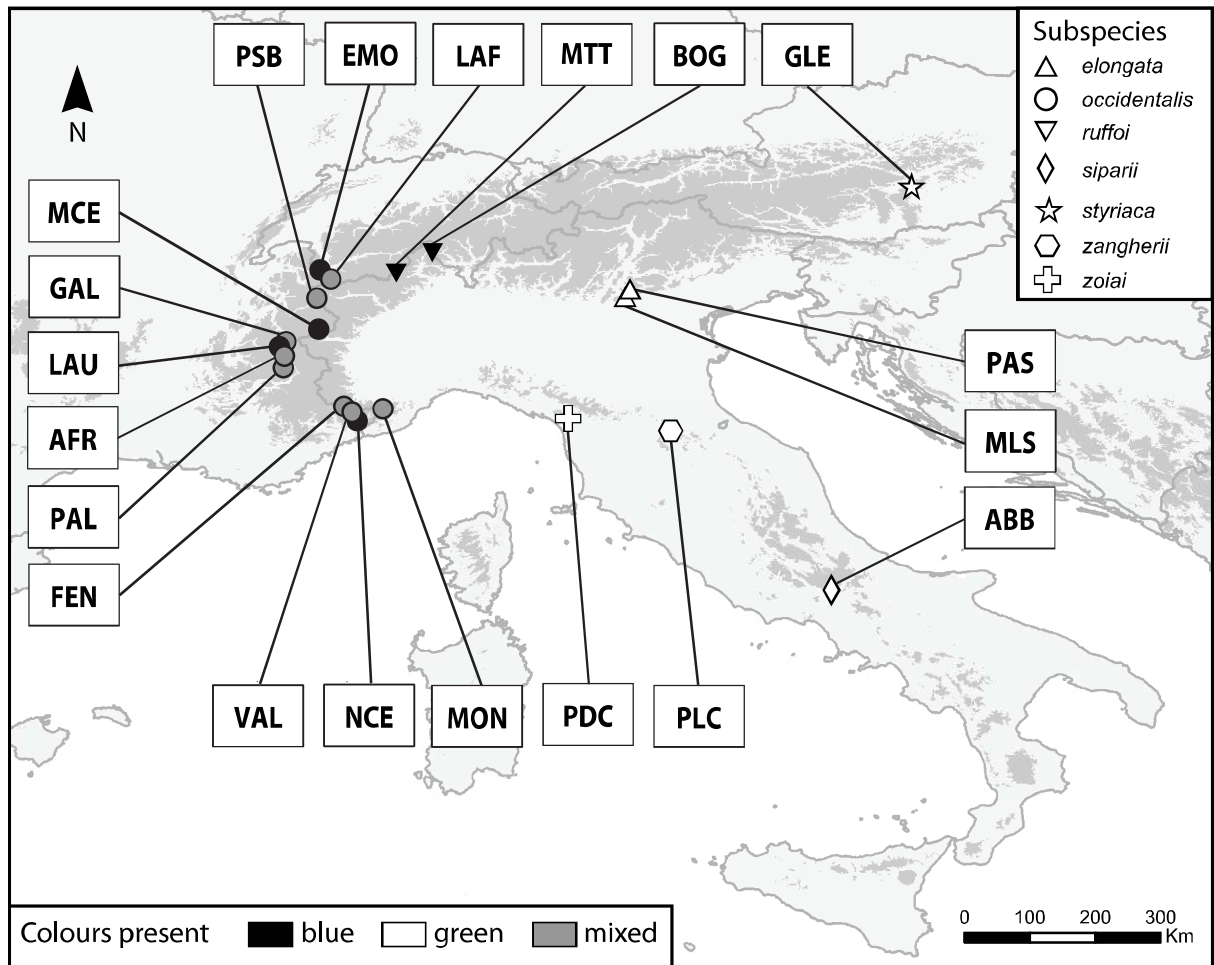 PSB
EMO
LAF
MTT
BOG
GLE
Subspecies
elongata
occidentalis
ruffoi
siparii
styriaca
zangherii
zoiai
N
MCE
GAL
LAU
AFR
PAL
FEN
PAS
MLS
ABB
VAL
NCE
MON
PDC
PLC
Colours present
blue
green
mixed
0 100 200 300
Km